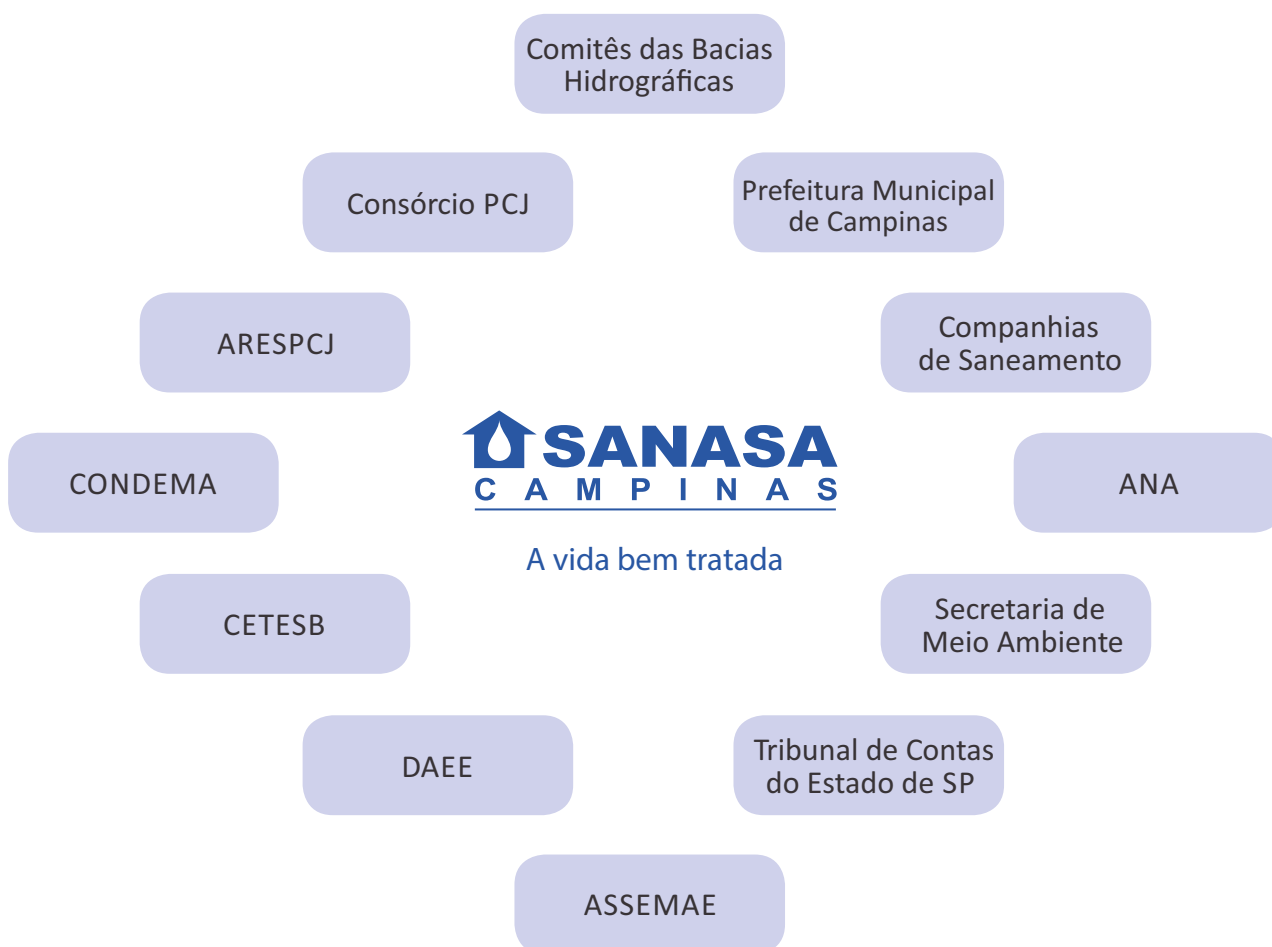 Comitês das Bacias
Hidrográficas
Consórcio PCJ
Prefeitura Municipal
de Campinas
ARESPCJ
Companhias
de Saneamento
SANASA
CAMPINAS
A vida bem tratada
CONDEMA
ANA
CETESB
Secretaria de
Meio Ambiente
DAEE
Tribunal de Contas
do Estado de SP
ASSEMAE